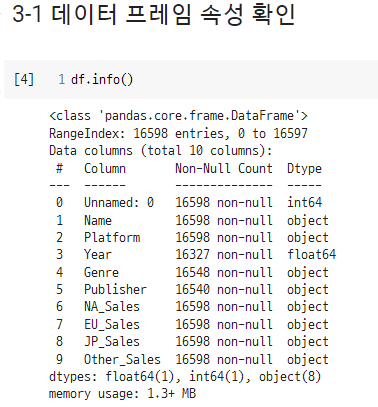 3-1 데이터 프레임 속성 확인
[4] 1 df.info()
<class 'pandas.core.frame.DataFrame'>
RangeIndex: 16598 entries, 0 to 16597
Data columns (total 10 columns):
 #   Column       Non-Null Count  Dtype
---  ------       --------------  -----
 0   Unnamed: 0   16598 non-null  int64
 1   Name         16598 non-null  object
 2   Platform     16598 non-null  object
 3   Year         16327 non-null  float64
 4   Genre        16548 non-null  object
 5   Publisher    16540 non-null  object
 6   NA_Sales     16598 non-null  object
 7   EU_Sales     16598 non-null  object
 8   JP_Sales     16598 non-null  object
 9   Other_Sales  16598 non-null  object
dtypes: float64(1), int64(1), object(8)
memory usage: 1.3+ MB